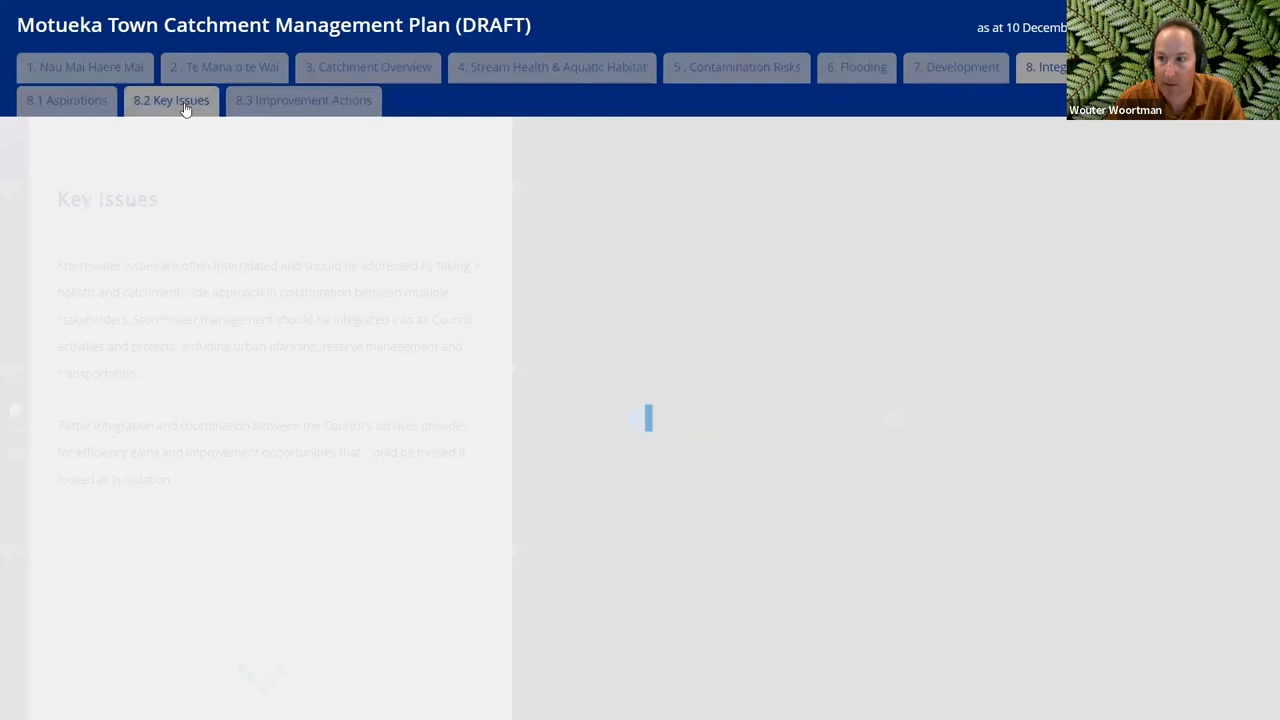 Motueka Town Catchment Management Plan (DRAFT)
as at 10 Decemb
1. Nau Mai Haere Mai
2 . Te Mana o te Wai
3. Catchment Overview
4. Stream Health & Aquatic Habitat
5 . Contamination Risks
6. Flooding
7. Development
8. Integ
8.1 Aspirations
8.2 Key Issues
8.3 Improvement Actions
Wouter Woortman
Key Issues
Stormwater issues are often interrelated and should be addressed by taking a
holistic and catchment wide approach in collaboration between multiple
stakeholders. Stormwater management should be integrated into all Council
activities and projects, including urban planning, reserve management and
transportation.
Better integration and coordination between the Council's services provides
for efficiency gains and improvement opportunities that could be missed if
looked at in isolation